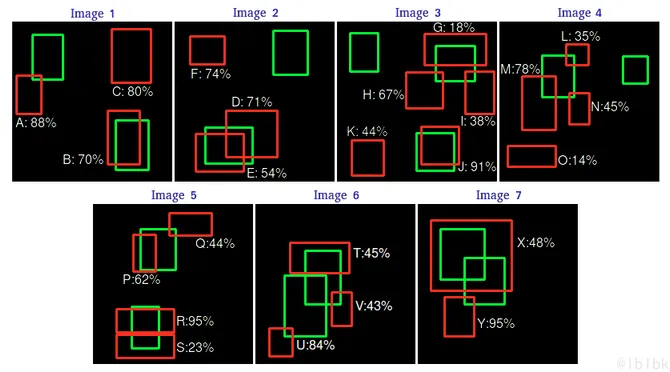 Image 1
Image 2
Image 3
Image 4
A: 88%
C: 80%
B: 70%
F: 74%
D: 71%
E: 54%
G: 18%
H: 67%
I: 38%
K: 44%
J: 91%
L: 35%
M: 78%
N: 45%
O: 14%
Image 5
Image 6
Image 7
Q:44%
P:62%
R:95%
S:23%
T:45%
V:43%
U:84%
X:48%
Y:95%